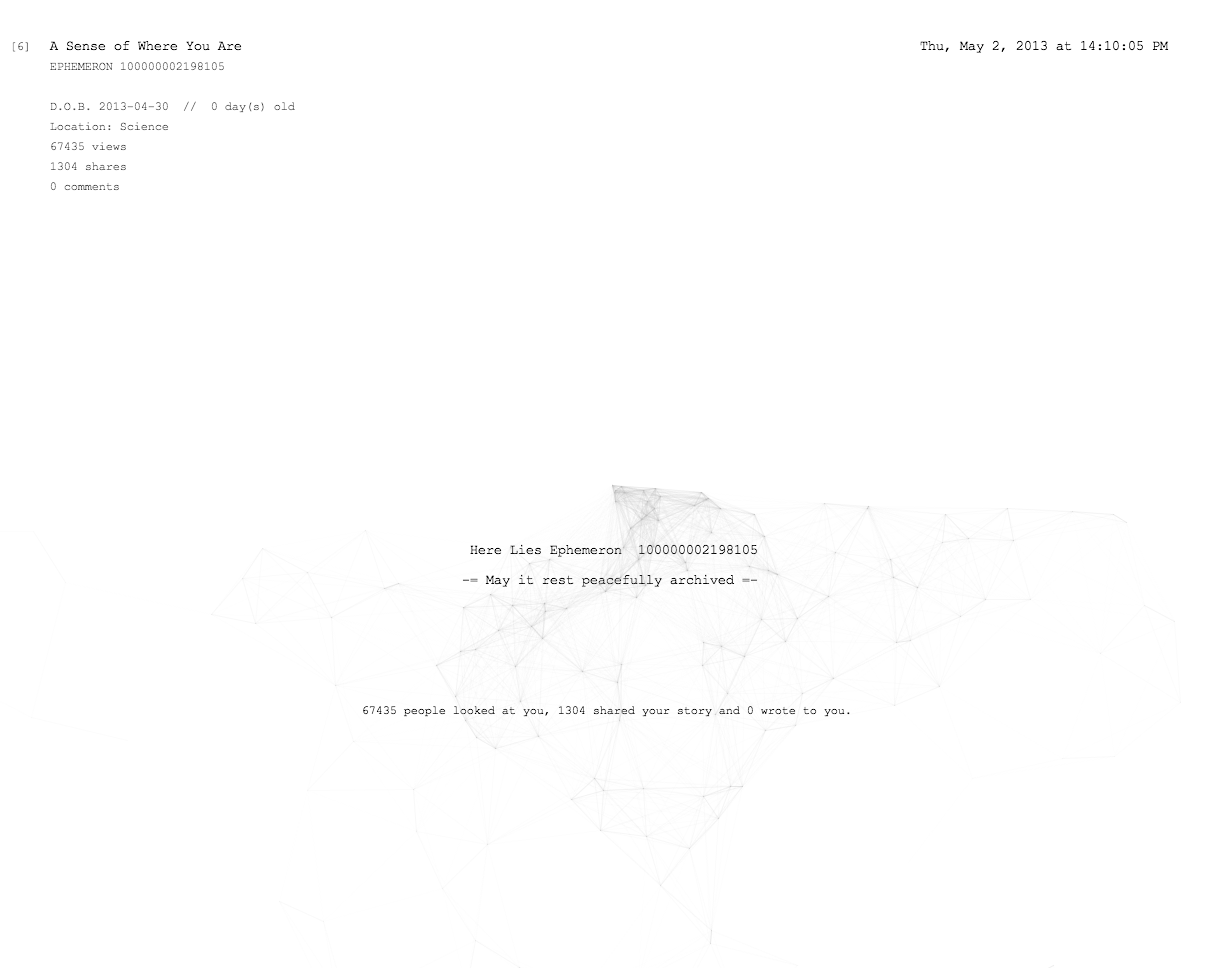 [6] A Sense of Where You Are
Thu, May 2, 2013 at 14:10:05 PM
EPHEMERON 100000002198105
D.O.B. 2013-04-30 // 0 day(s) old
Location: Science
67435 views
1304 shares
0 comments
Here Lies Ephemeron 100000002198105
-= May it rest peacefully archived =-
67435 people looked at you, 1304 shared your story and 0 wrote to you.